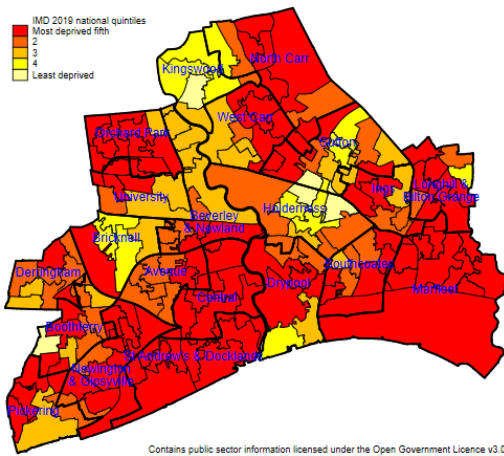 IMD 2019 national quintiles
Most deprived fifth
2
3
4
Least deprived
North Carr
Kingswood
West Carr
Orchard Park
Sutton
Longhill &
Bilton Grange
Ings
University
Holderness
Beverley
& Newland
Bricknell
Derringham
Avenue
Southcoates
Central
Drypool
Marfleet
Boothferry
St Andrew's & Docklands
Newington
& Gipsyville
Pickering
Contains public sector information licensed under the Open Government Licence v3.0